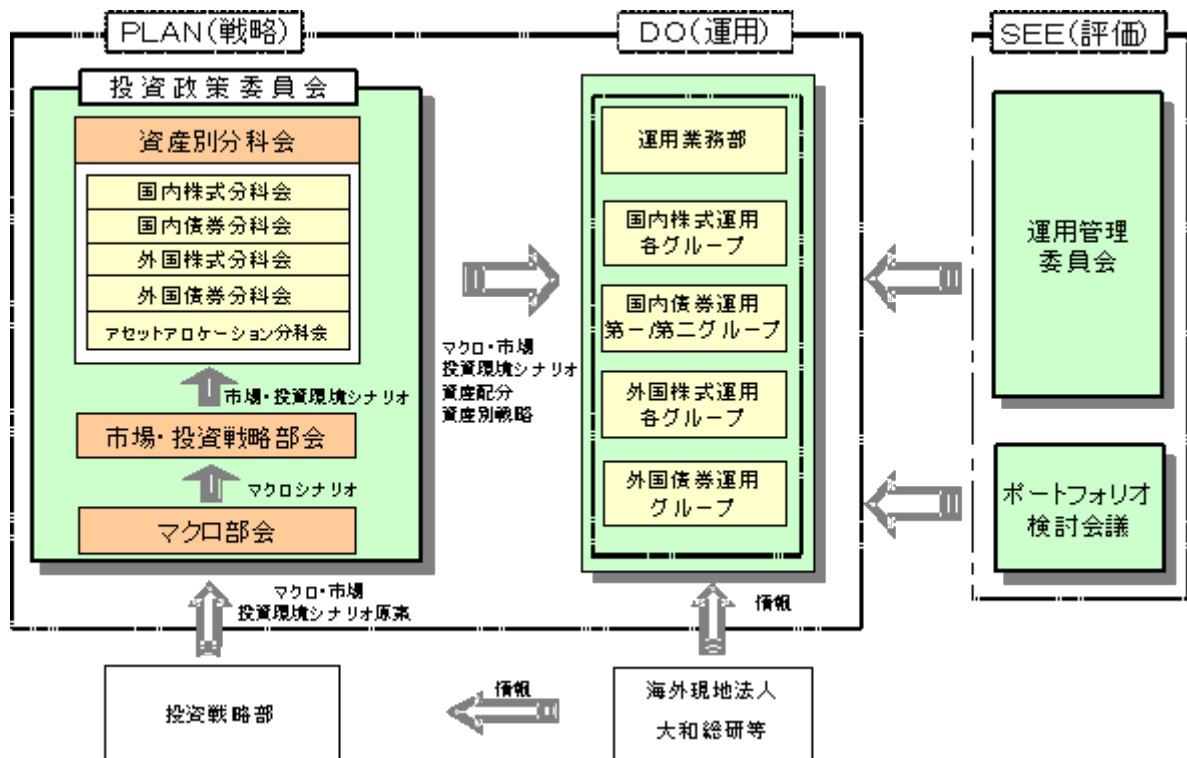 PLAN(戦略)
投資政策委員会
資産別分科会
国内株式分科会
国内債券分科会
外国株式分科会
外国債券分科会
アセットアロケーション分科会
市場・投資環境シナリオ
市場・投資戦略部会
マクロシナリオ
マクロ部会
マクロ・市場
投資環境シナリオ原案
投資戦略部
マクロ・市場
投資環境シナリオ
資産配分
資産別戦略
DO(運用)
運用業務部
国内株式運用
各グループ
国内債券運用
第一/第二グループ
外国株式運用
各グループ
外国債券運用
グループ
情報
情報
海外現地法人
大和総研等
SEE(評価)
運用管理
委員会
ポートフォリオ
検討会議